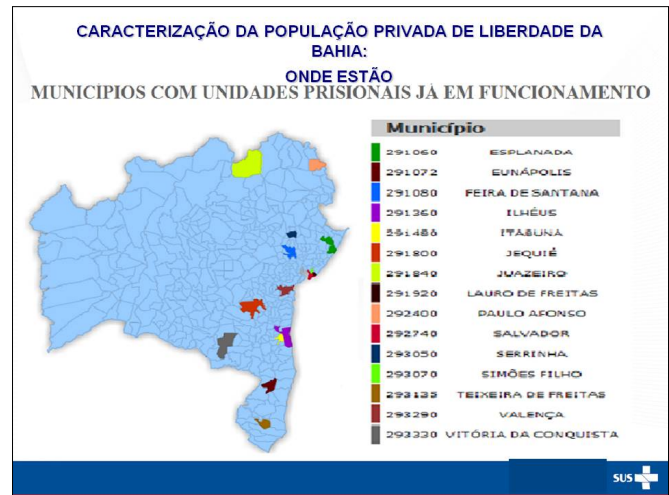 CARACTERIZAÇÃO DA POPULAÇÃO PRIVADA DE LIBERDADE DA
BAHIA:
ONDE ESTÃO
MUNICÍPIOS COM UNIDADES PRISIONAIS JÁ EM FUNCIONAMENTO
Município
291060 ESPLANADA
291072 EUNÁPOLIS
291080 FEIRA DE SANTANA
291360 ILHÉUS
291480 ITABUNA
291800 JEQUIÉ
291840 JUAZEIRO
291920 LAURO DE FREITAS
292400 PAULO AFONSO
292740 SALVADOR
293050 SERRINHA
293070 SIMÕES FILHO
293135 TEIXEIRA DE FREITAS
293290 VALENÇA
293330 VITÓRIA DA CONQUISTA
SUS